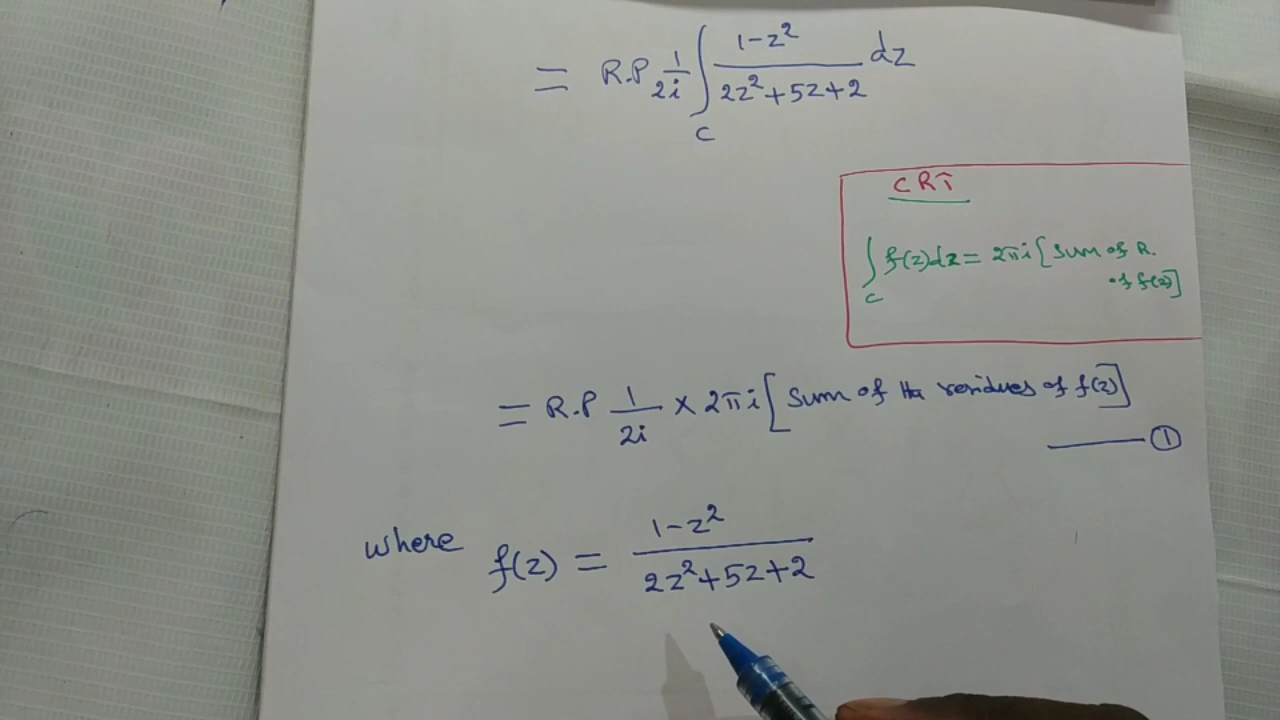 = R.P 1/2i ∫_C (1-z²)/(2z²+5z+2) dz
CRT
∫_C f(z)dz = 2πi[Sum of R.
of f(z)]
= R.P 1/2i × 2πi[Sum of the residues of f(z)]
——— ①
where f(z) = (1-z²)/(2z²+5z+2)